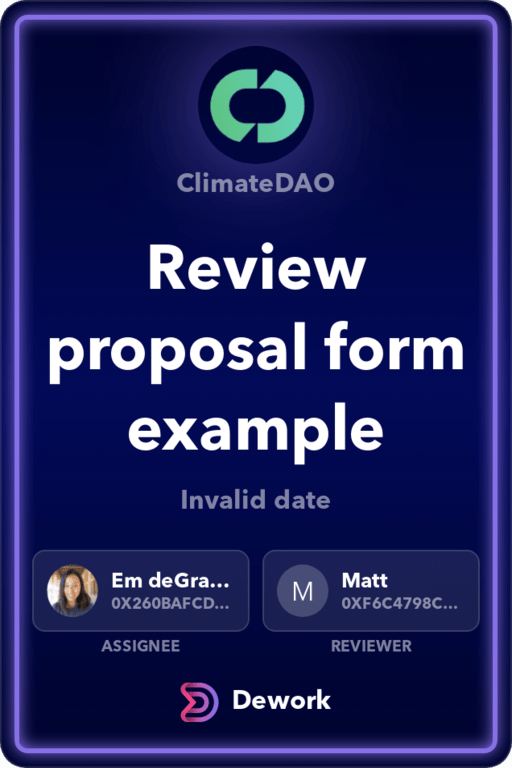 ClimateDAO
Review
proposal form
example
Invalid date
Em deGra...
0X260BAFCD...
ASSIGNEE
M
Matt
0XF6C4798C...
REVIEWER
Dework